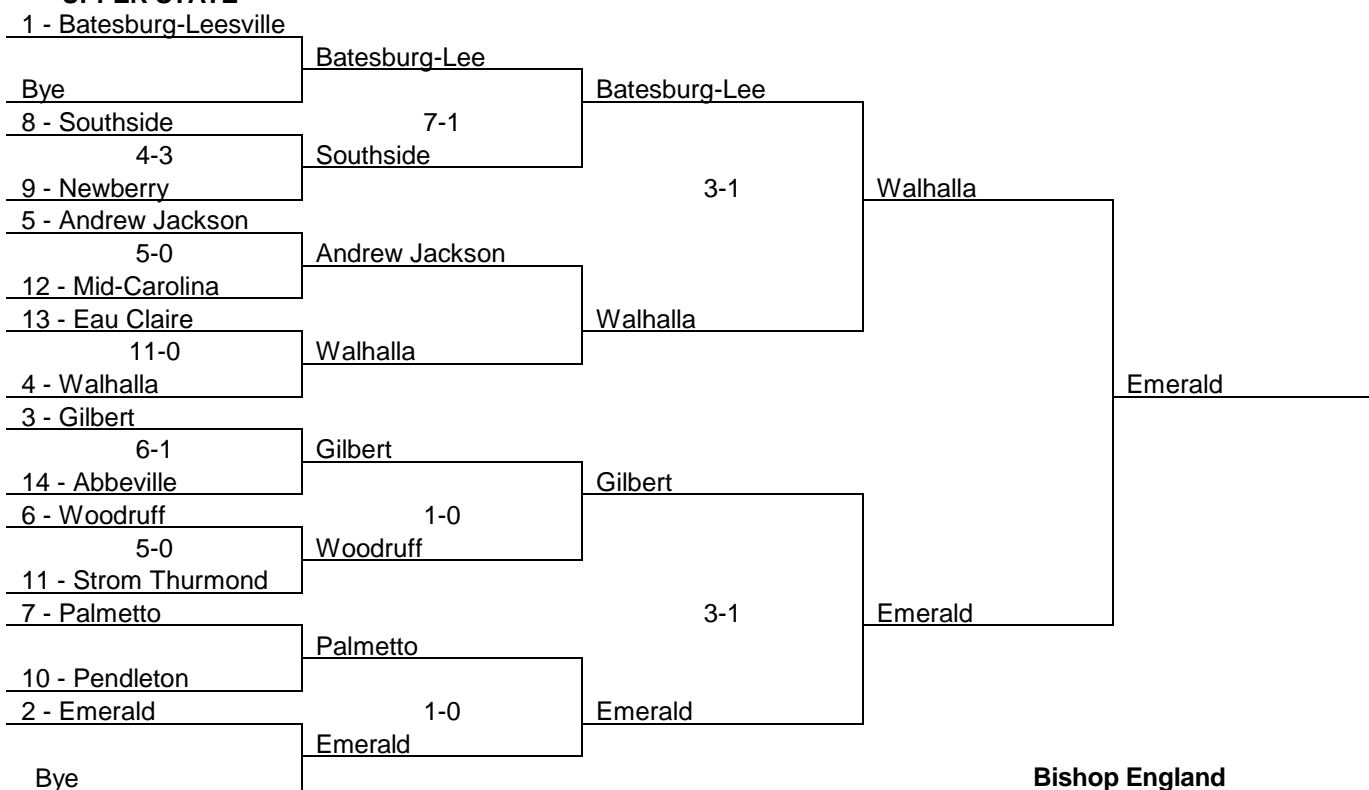 1 - Batesburg-Leesville
Batesburg-Lee
Bye
Batesburg-Lee
8 - Southside
7-1
4-3
Southside
9 - Newberry
3-1
Walhalla
5 - Andrew Jackson
5-0
Andrew Jackson
12 - Mid-Carolina
13 - Eau Claire
Walhalla
11-0
Walhalla
4 - Walhalla
Emerald
3 - Gilbert
6-1
Gilbert
14 - Abbeville
Gilbert
6 - Woodruff
1-0
5-0
Woodruff
11 - Strom Thurmond
7 - Palmetto
3-1
Emerald
Palmetto
10 - Pendleton
2 - Emerald
1-0
Emerald
Emerald
Bye
Bishop England